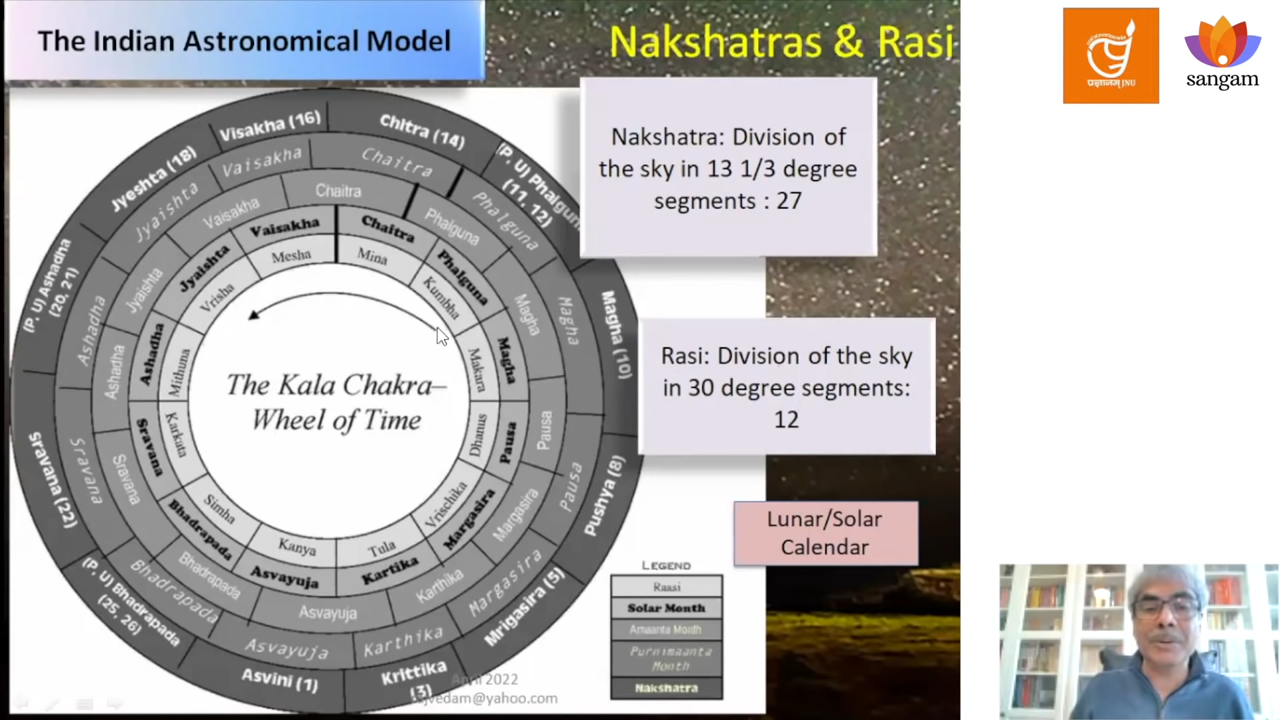 The Indian Astronomical Model
Nakshatras & Rasi
sangam
Nakshatra: Division of
the sky in 13 1/3 degree
segments : 27
Rasi: Division of the sky
in 30 degree segments:
12
Lunar/Solar
Calendar
Visakha (16)
Chitra (14)
(P. U) Phalguna
(11, 12)
Magha (10)
Pushya (8)
Mrigasira (5)
Krittika
(3)
Asvini (1)
(P. U) Bhadrapada
(25, 26)
Sravana (22)
(P. U) Ashadha
(20, 21)
Jyeshta (18)
Vaisakha
Chaitra
Phalguna
Magha
Pausa
Margasira
Karthika
Asvayuja
Bhadrapada
Sravana
Ashadha
Jyaishta
Vaisakha
Chaitra
Phalguna
Magha
Pausa
Margasira
Karthika
Asvayuja
Bhadrapada
Sravana
Ashadha
Jyaishta
Vaisakha
Chaitra
Phalguna
Magha
Pausa
Margasira
Kartika
Asvayuja
Bhadrapada
Sravana
Ashadha
Jyaishta
Mesha
Mina
Kumbha
Makara
Dhanus
Vrischika
Tula
Kanya
Simha
Karkata
Mithuna
Vrisha
The Kala Chakra–
Wheel of Time
LEGEND
Raasi
Solar Month
Amaanta Month
Purnimaanta
Month
Nakshatra
2022
@yahoo.com